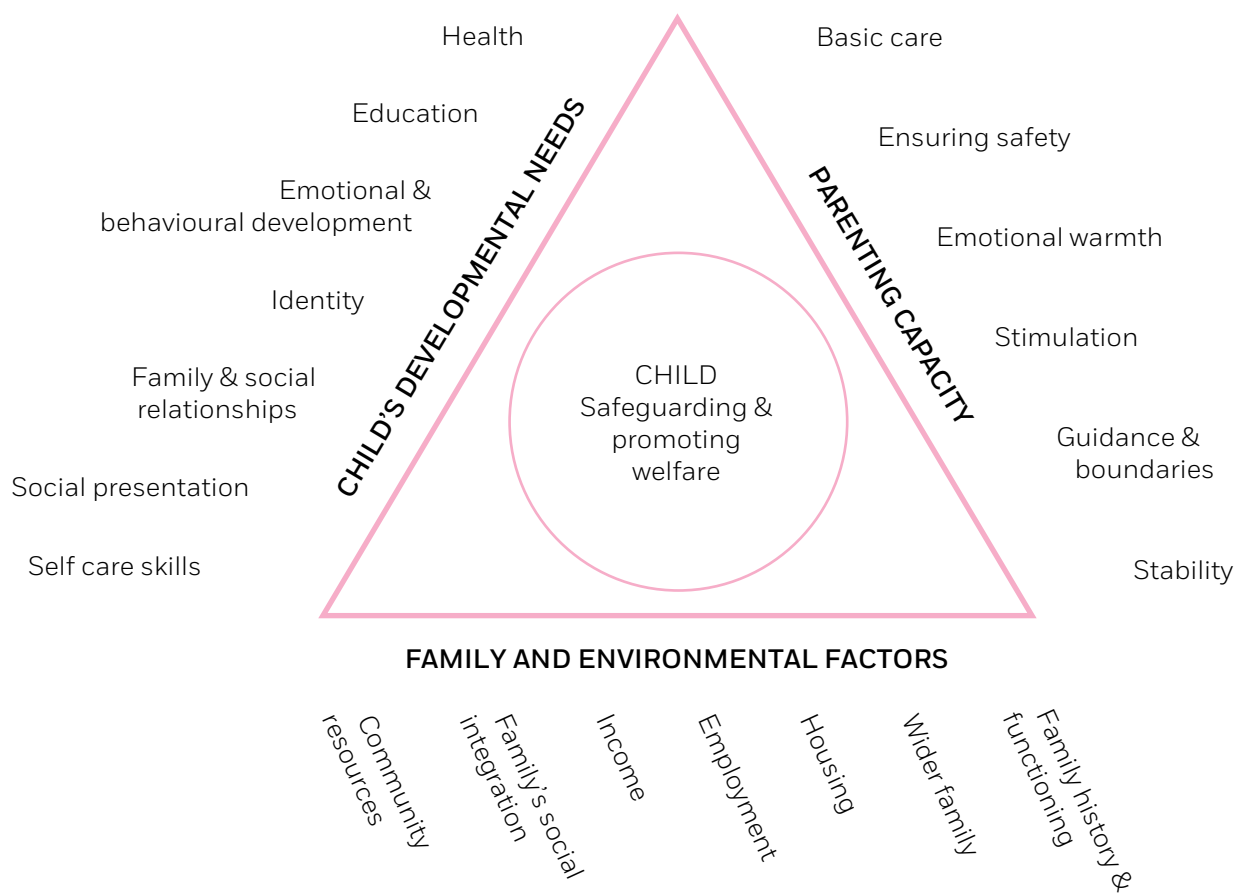 Health
Education
Emotional &
behavioural development
Identity
Family & social
relationships
Social presentation
Self care skills
CHILD'S DEVELOPMENTAL NEEDS
CHILD
Safeguarding &
promoting
welfare
PARENTING CAPACITY
Basic care
Ensuring safety
Emotional warmth
Stimulation
Guidance &
boundaries
Stability
FAMILY AND ENVIRONMENTAL FACTORS
Community
resources
Family's social
integration
Income
Employment
Housing
Wider family
Family history &
functioning